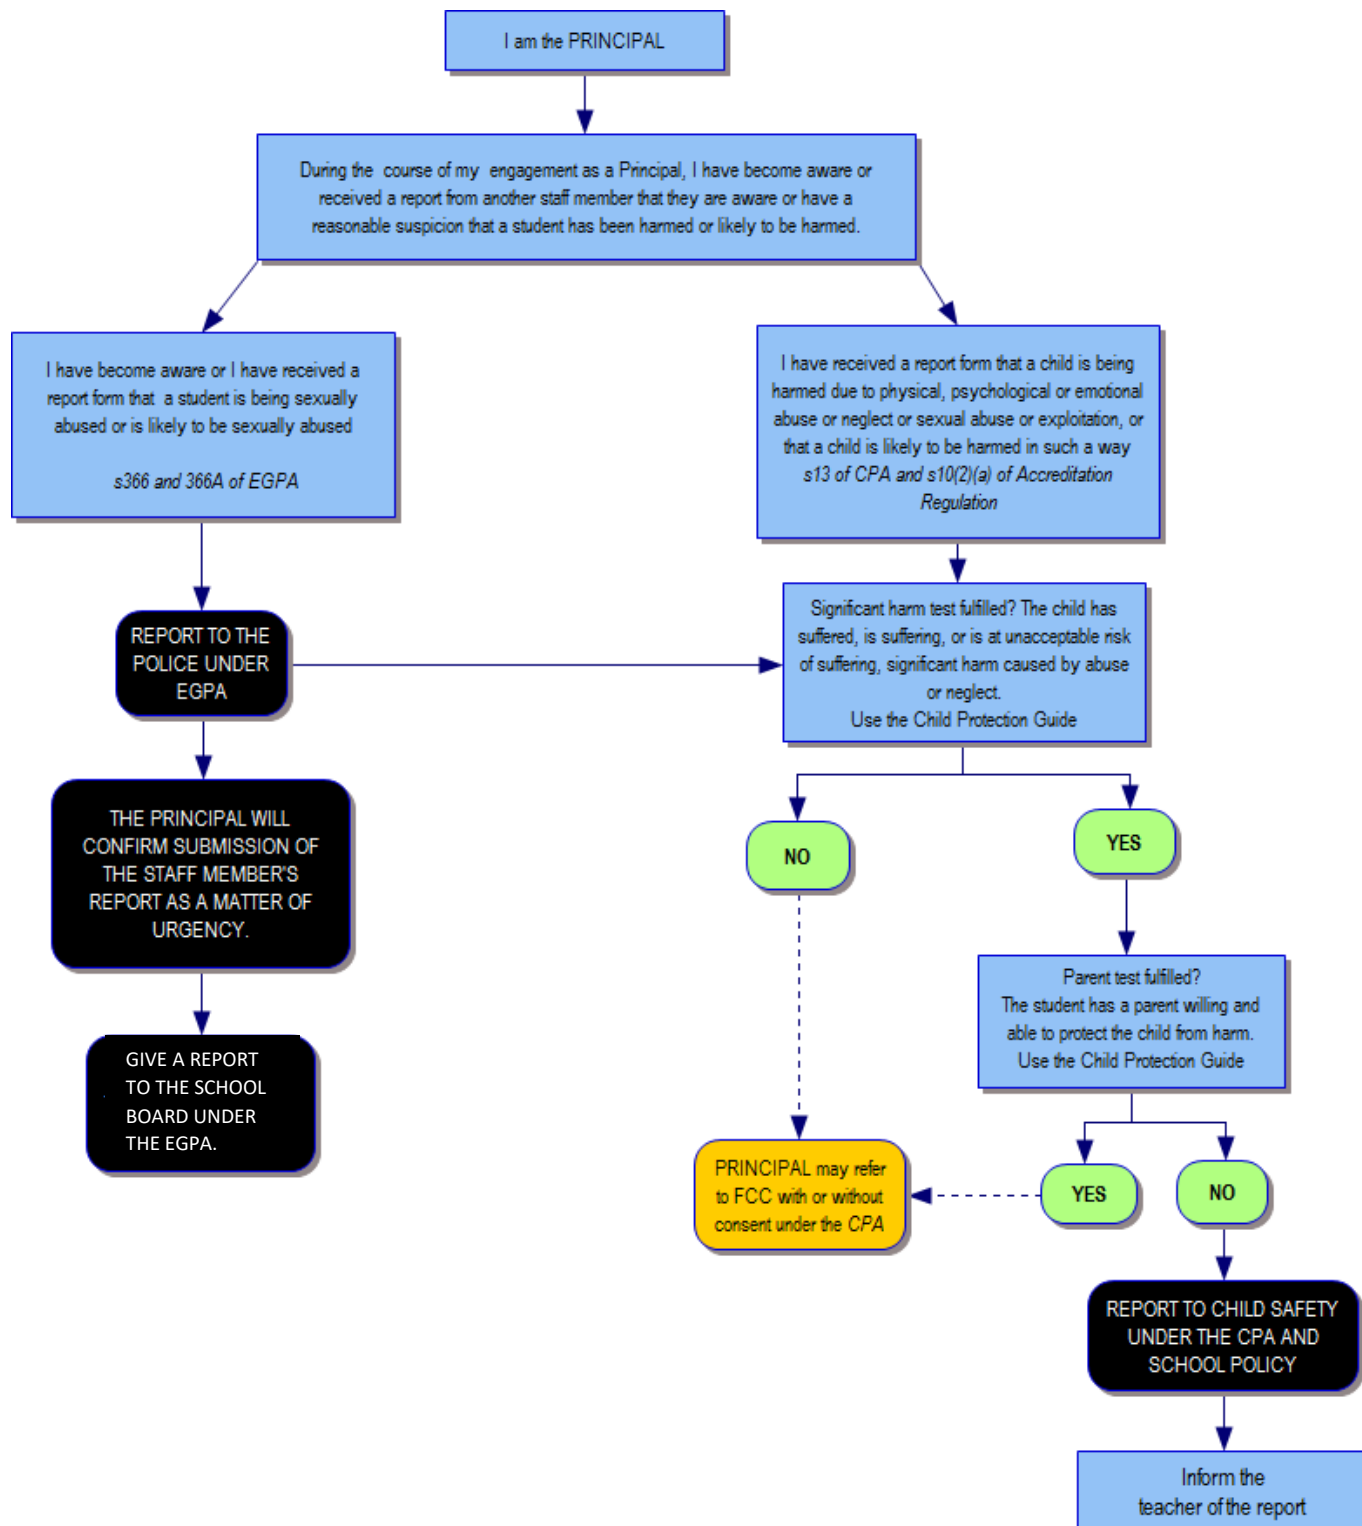 I am the PRINCIPAL
During the course of my engagement as a Principal, I have become aware or
received a report from another staff member that they are aware or have a
reasonable suspicion that a student has been harmed or likely to be harmed.
I have become aware or I have received a
report form that a student is being sexually
abused or is likely to be sexually abused
s366 and 366A of EGPA
I have received a report form that a child is being
harmed due to physical, psychological or emotional
abuse or neglect or sexual abuse or exploitation, or
that a child is likely to be harmed in such a way
s13 of CPA and s10(2)(a) of Accreditation
Regulation
REPORT TO THE
POLICE UNDER
EGPA
Significant harm test fulfilled? The child has
suffered, is suffering, or is at unacceptable risk
of suffering, significant harm caused by abuse
or neglect.
Use the Child Protection Guide
THE PRINCIPAL WILL
CONFIRM SUBMISSION OF
THE STAFF MEMBER'S
REPORT AS A MATTER OF
URGENCY.
NO
YES
Parent test fulfilled?
The student has a parent willing and
able to protect the child from harm.
Use the Child Protection Guide
GIVE A REPORT
TO THE SCHOOL
BOARD UNDER
THE EGPA.
PRINCIPAL may refer
to FCC with or without
consent under the CPA
YES
NO
REPORT TO CHILD SAFETY
UNDER THE CPA AND
SCHOOL POLICY
Inform the
teacher of the report